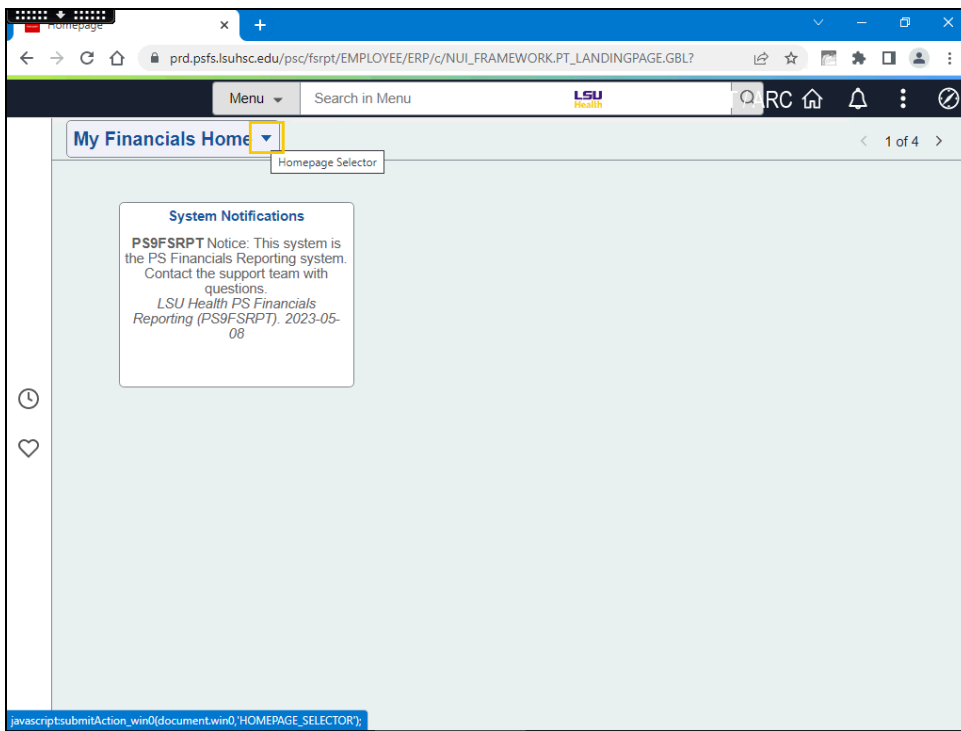 Homepage
prd.psfs.lsuhsc.edu/psc/fsrpt/EMPLOYEE/ERP/c/NUI_FRAMEWORK.PT_LANDINGPAGE.GBL?
Menu Search in Menu LSU Health ARC
My Financials Home 1 of 4
Homepage Selector
System Notifications
PS9FSRPT Notice: This system is
the PS Financials Reporting system.
Contact the support team with
questions.
LSU Health PS Financials
Reporting (PS9FSRPT). 2023-05-
08
javascript:submitAction_win0(document.win0,'HOMEPAGE_SELECTOR');